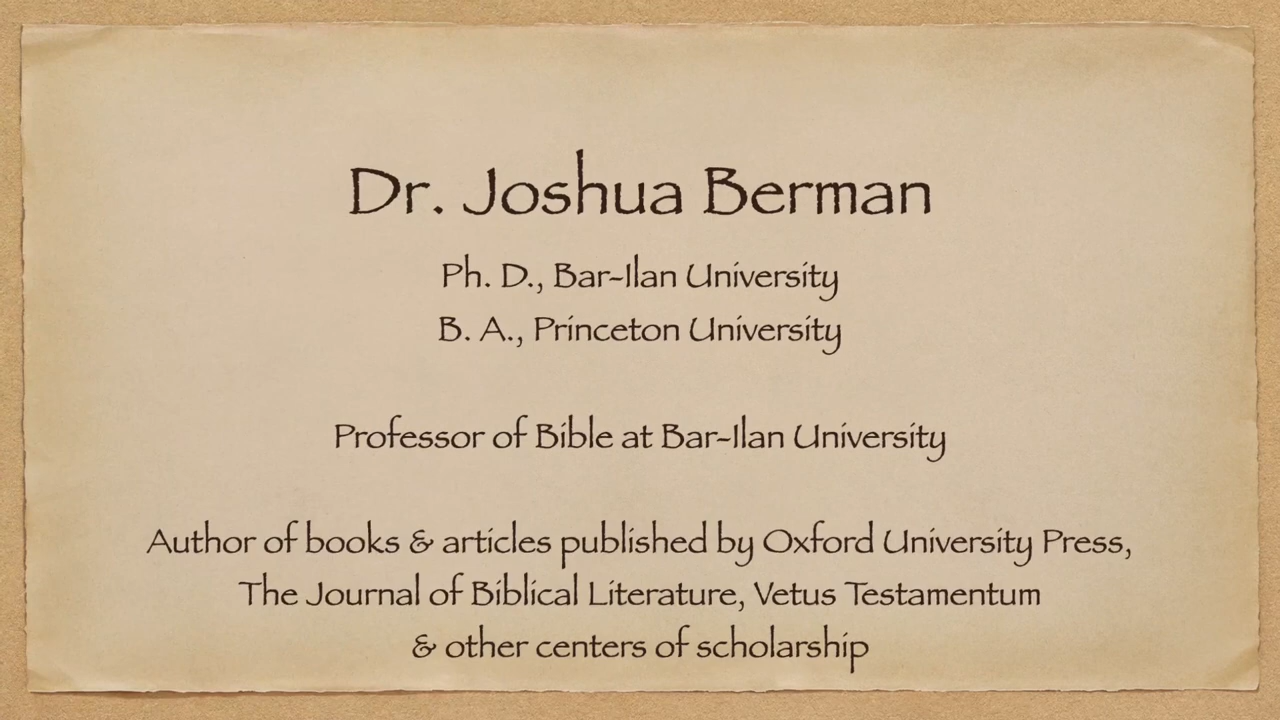 Dr. Joshua Berman
Ph. D., Bar-Ilan University
B. A., Princeton University
Professor of Bible at Bar-Ilan University
Author of books & articles published by Oxford University Press,
The Journal of Biblical Literature, Vetus Testamentum
& other centers of scholarship